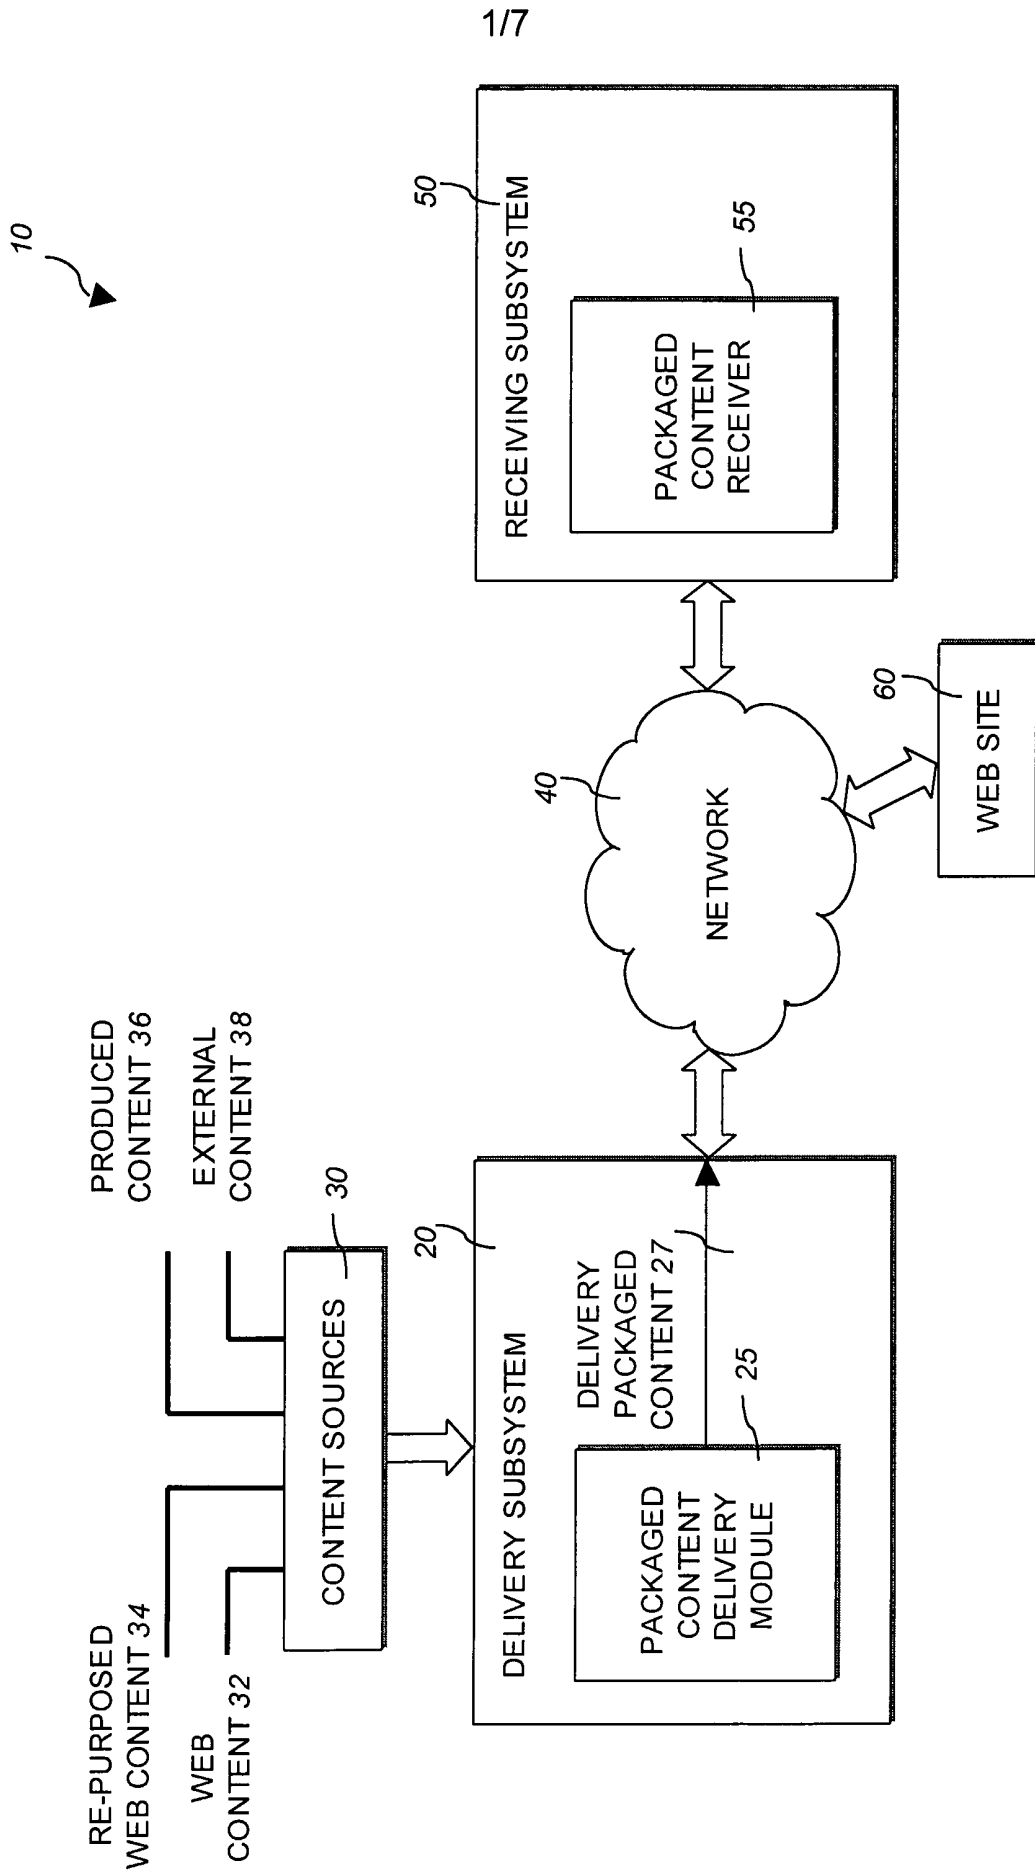 1/7
10
RE-PURPOSED
WEB CONTENT 34
WEB
CONTENT 32
PRODUCED
CONTENT 36
EXTERNAL
CONTENT 38
CONTENT SOURCES
30
DELIVERY SUBSYSTEM
20
DELIVERY
PACKAGED
CONTENT 27
PACKAGED
CONTENT
DELIVERY
MODULE
25
NETWORK
40
RECEIVING SUBSYSTEM
50
PACKAGED
CONTENT
RECEIVER
55
WEB SITE
60